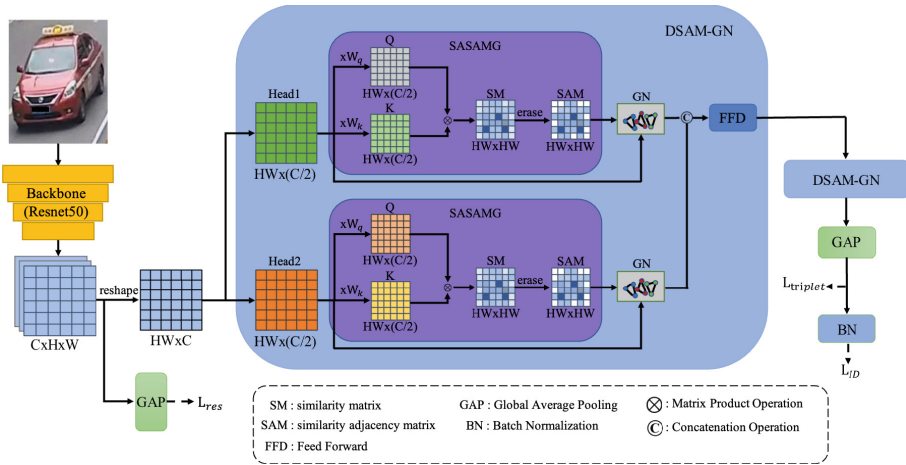 DSAM-GN
SASAMG
Q
xW_q
HWx(C/2)
K
xW_k
HWx(C/2)
SM
HWxHW
erase
SAM
HWxHW
GN
Head1
HWx(C/2)
C
FFD
Backbone
(Resnet50)
SASAMG
Q
xW_q
HWx(C/2)
K
xW_k
HWx(C/2)
SM
HWxHW
erase
SAM
HWxHW
GN
Head2
HWx(C/2)
CxHxW
reshape
HWxC
GAP
L_res
DSAM-GN
GAP
L_triplet
BN
L_ID
SM : similarity matrix
GAP : Global Average Pooling
: Matrix Product Operation
SAM : similarity adjacency matrix
BN : Batch Normalization
C : Concatenation Operation
FFD : Feed Forward